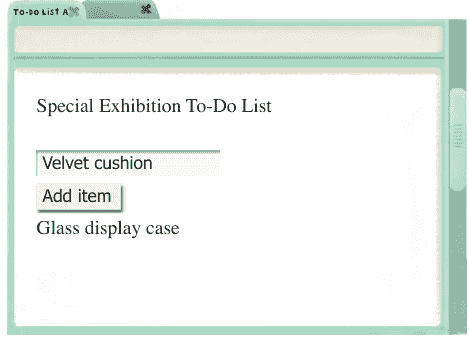 To-Do List A
Special Exhibition To-Do List
Velvet cushion
Add item
Glass display case